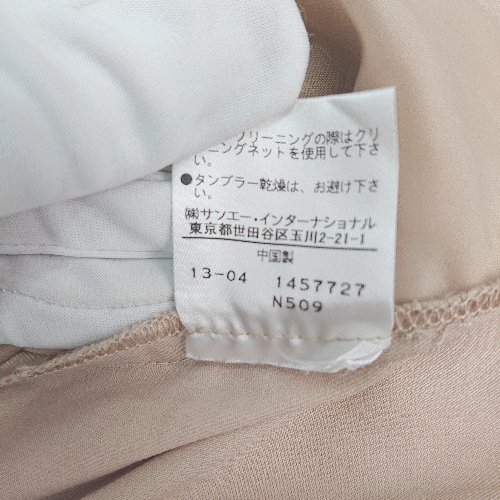 リーニングの際はクリ
ニングネットを使用して下さ
い。
●タンブラー乾燥は、お避け下さ
い。
㈱サンエー・インターナショナル
東京都世田谷区玉川2-21-1
中国製
13-04 1457727
N509